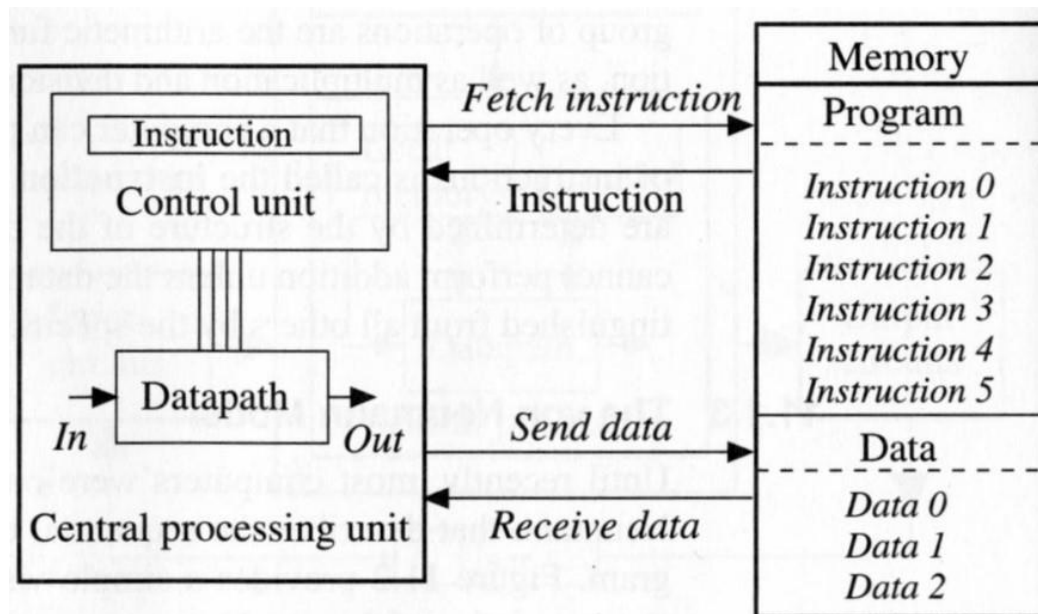 Memory
Program
Instruction 0
Instruction 1
Instruction 2
Instruction 3
Instruction 4
Instruction 5
Data
Data 0
Data 1
Data 2
Fetch instruction
Instruction
Send data
Receive data
Instruction
Control unit
Datapath
In
Out
Central processing unit